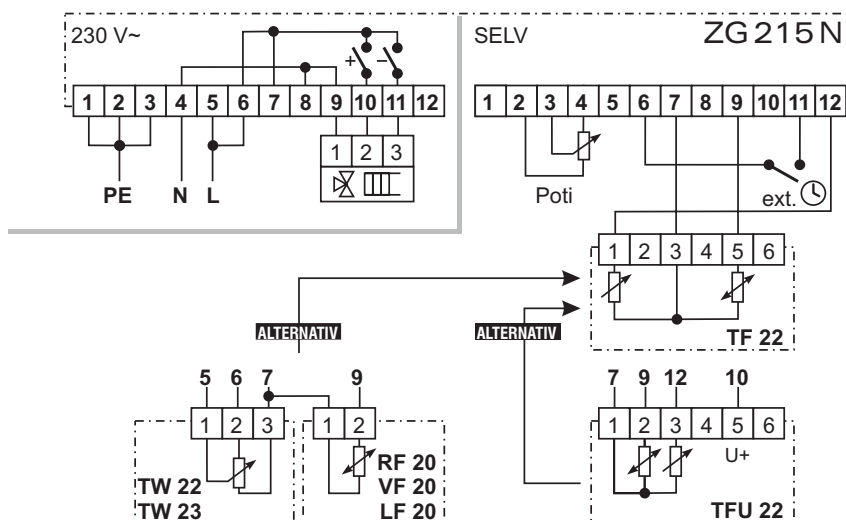 230 V~
SELV
ZG 215 N
+ −
1 2 3 4 5 6 7 8 9 10 11 12
1 2 3 4 5 6 7 8 9 10 11 12
1 2 3
PE N L
Poti
ext.
1 2 3 4 5 6
TF 22
ALTERNATIV
ALTERNATIV
5 6 7 9
1 2 3
1 2
TW 22
TW 23
RF 20
VF 20
LF 20
7 9 12 10
1 2 3 4 5 6
U+
TFU 22